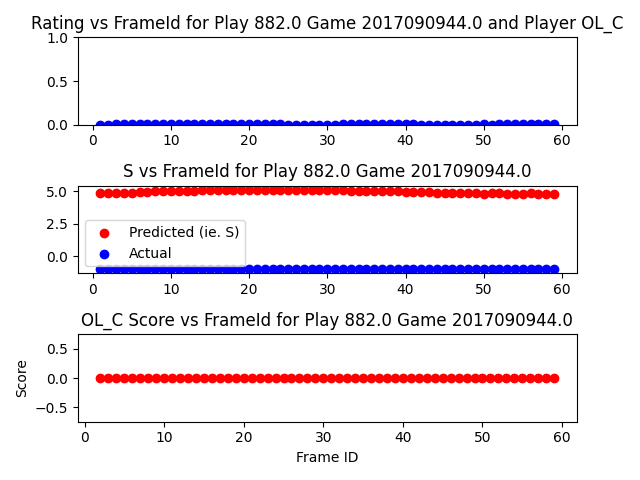 Rating vs FrameId for Play 882.0 Game 2017090944.0 and Player OL_C
1.0
0.5
0.0
0 10 20 30 40 50 60
S vs FrameId for Play 882.0 Game 2017090944.0
5.0
2.5
0.0
Predicted (ie. S)
Actual
0 10 20 30 40 50 60
OL_C Score vs FrameId for Play 882.0 Game 2017090944.0
Score
0.5
0.0
−0.5
0 10 20 30 40 50 60
Frame ID